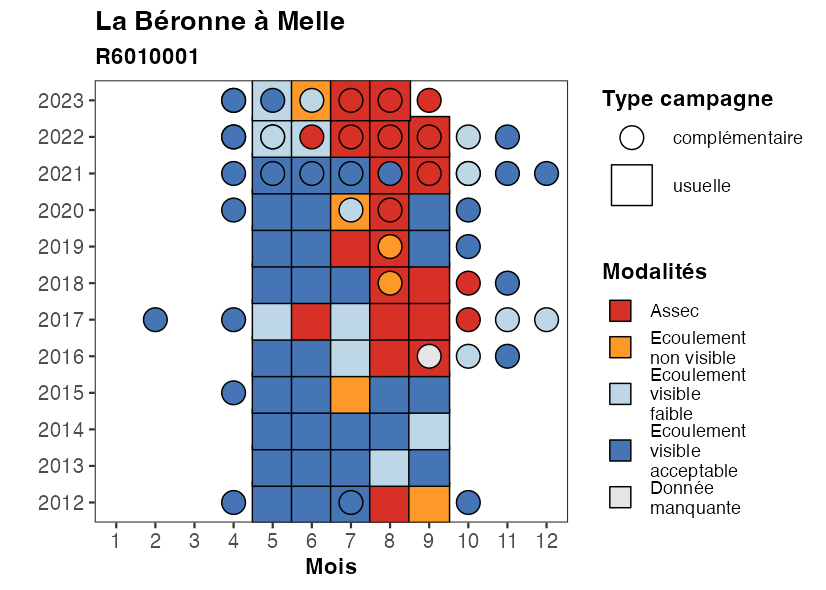 La Béronne à Melle
R6010001
2023
2022
2021
2020
2019
2018
2017
2016
2015
2014
2013
2012
1 2 3 4 5 6 7 8 9 10 11 12
Mois
Type campagne
complémentaire
usuelle
Modalités
Assec
Ecoulement
non visible
Ecoulement
visible
faible
Ecoulement
visible
acceptable
Donnée
manquante